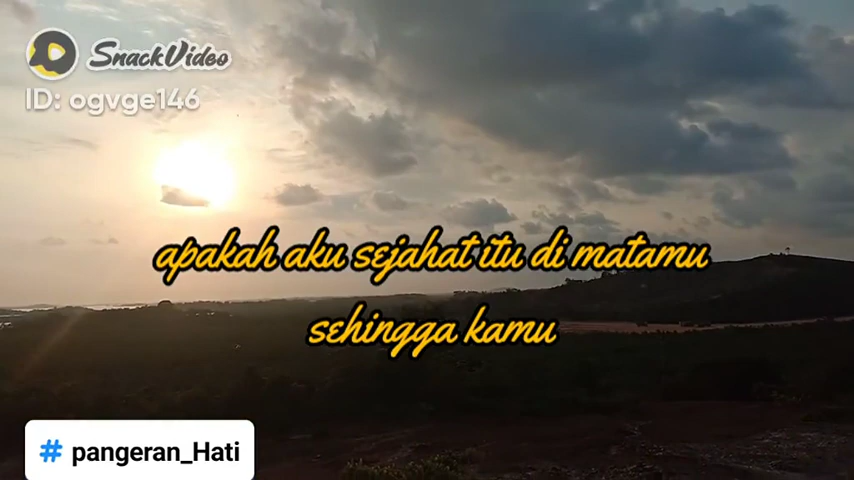 SnackVideo
ID: ogvge146
apakah aku sejahat itu di matamu
sehingga kamu
# pangeran_Hati